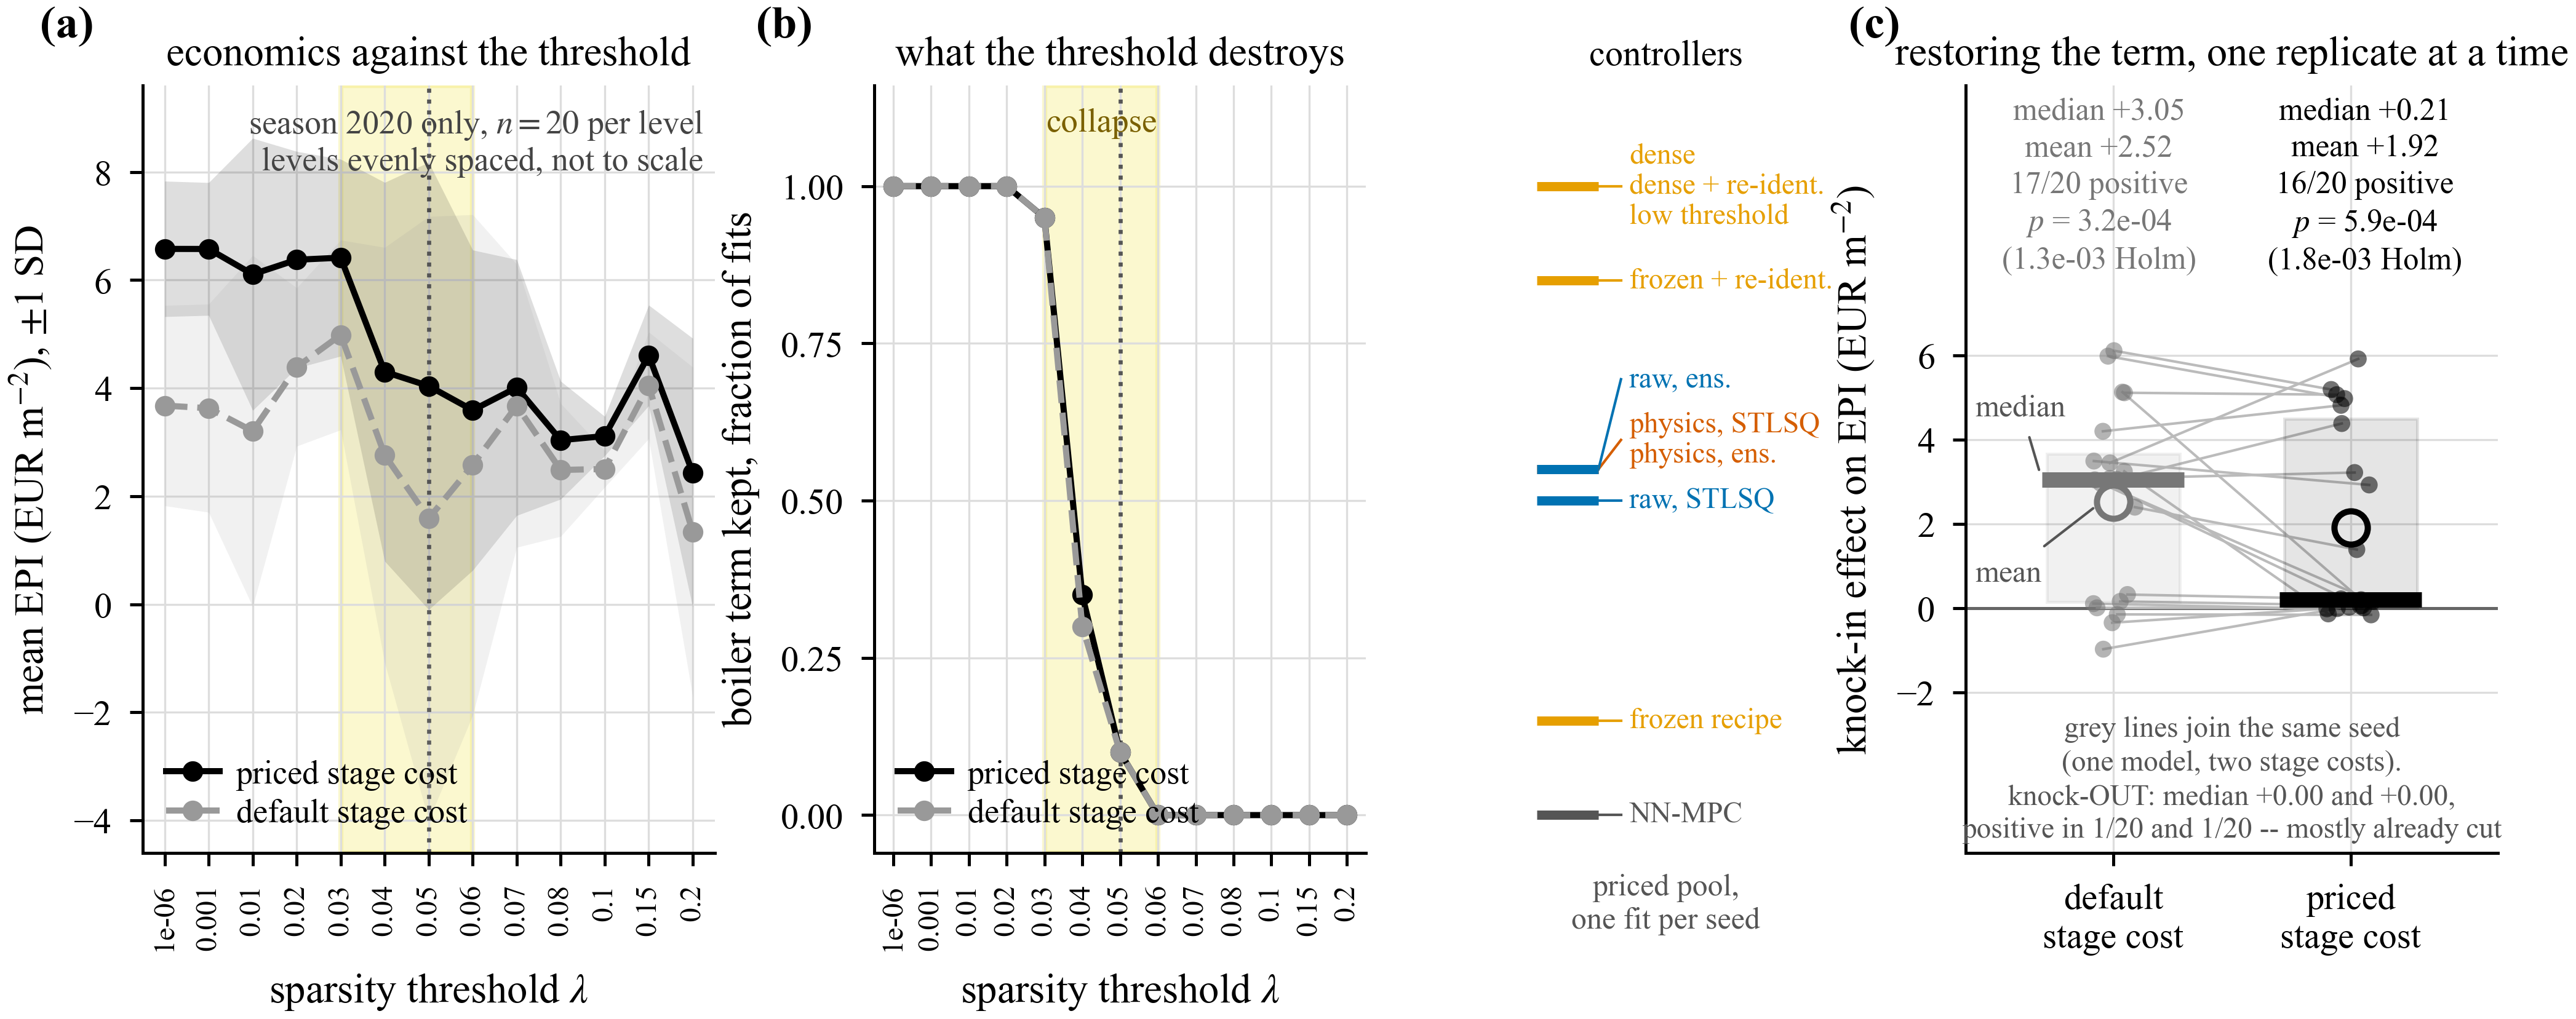 (a)
economics against the threshold
season 2020 only, n = 20 per level
levels evenly spaced, not to scale
mean EPI (EUR m⁻²), ±1 SD
8
6
4
2
0
−2
−4
priced stage cost
default stage cost
1e-06
0.001
0.01
0.02
0.03
0.04
0.05
0.06
0.07
0.08
0.1
0.15
0.2
sparsity threshold λ
(b)
what the threshold destroys
collapse
boiler term kept, fraction of fits
1.00
0.75
0.50
0.25
0.00
priced stage cost
default stage cost
1e-06
0.001
0.01
0.02
0.03
0.04
0.05
0.06
0.07
0.08
0.1
0.15
0.2
sparsity threshold λ
controllers
dense
dense + re-ident.
low threshold
frozen + re-ident.
raw, ens.
physics, STLSQ
physics, ens.
raw, STLSQ
frozen recipe
NN-MPC
priced pool,
one fit per seed
(c)
restoring the term, one replicate at a time
median +3.05
mean +2.52
17/20 positive
p = 3.2e-04
(1.3e-03 Holm)
median +0.21
mean +1.92
16/20 positive
p = 5.9e-04
(1.8e-03 Holm)
knock-in effect on EPI (EUR m⁻²)
6
4
2
0
−2
median
mean
grey lines join the same seed
(one model, two stage costs).
knock-OUT: median +0.00 and +0.00,
positive in 1/20 and 1/20 -- mostly already cut
default
stage cost
priced
stage cost